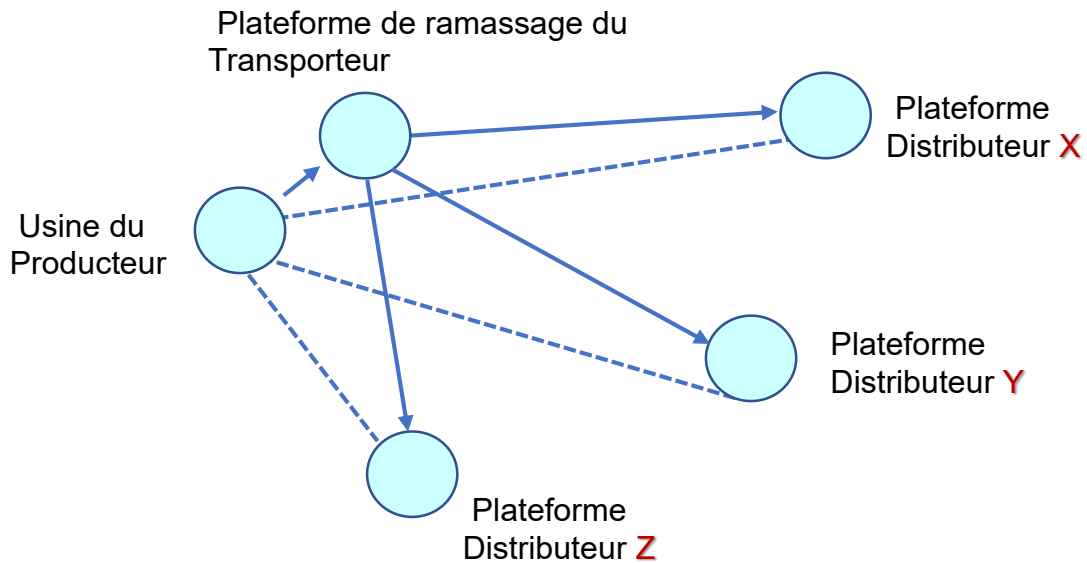 Plateforme de ramassage du
Transporteur
Plateforme
Distributeur X
Usine du
Producteur
Plateforme
Distributeur Y
Plateforme
Distributeur Z